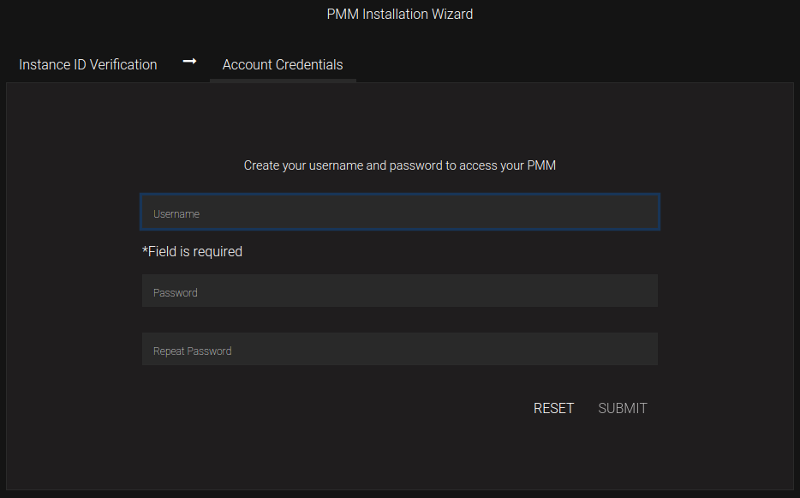 PMM Installation Wizard
Instance ID Verification → Account Credentials
Create your username and password to access your PMM
Username
*Field is required
Password
Repeat Password
RESET SUBMIT